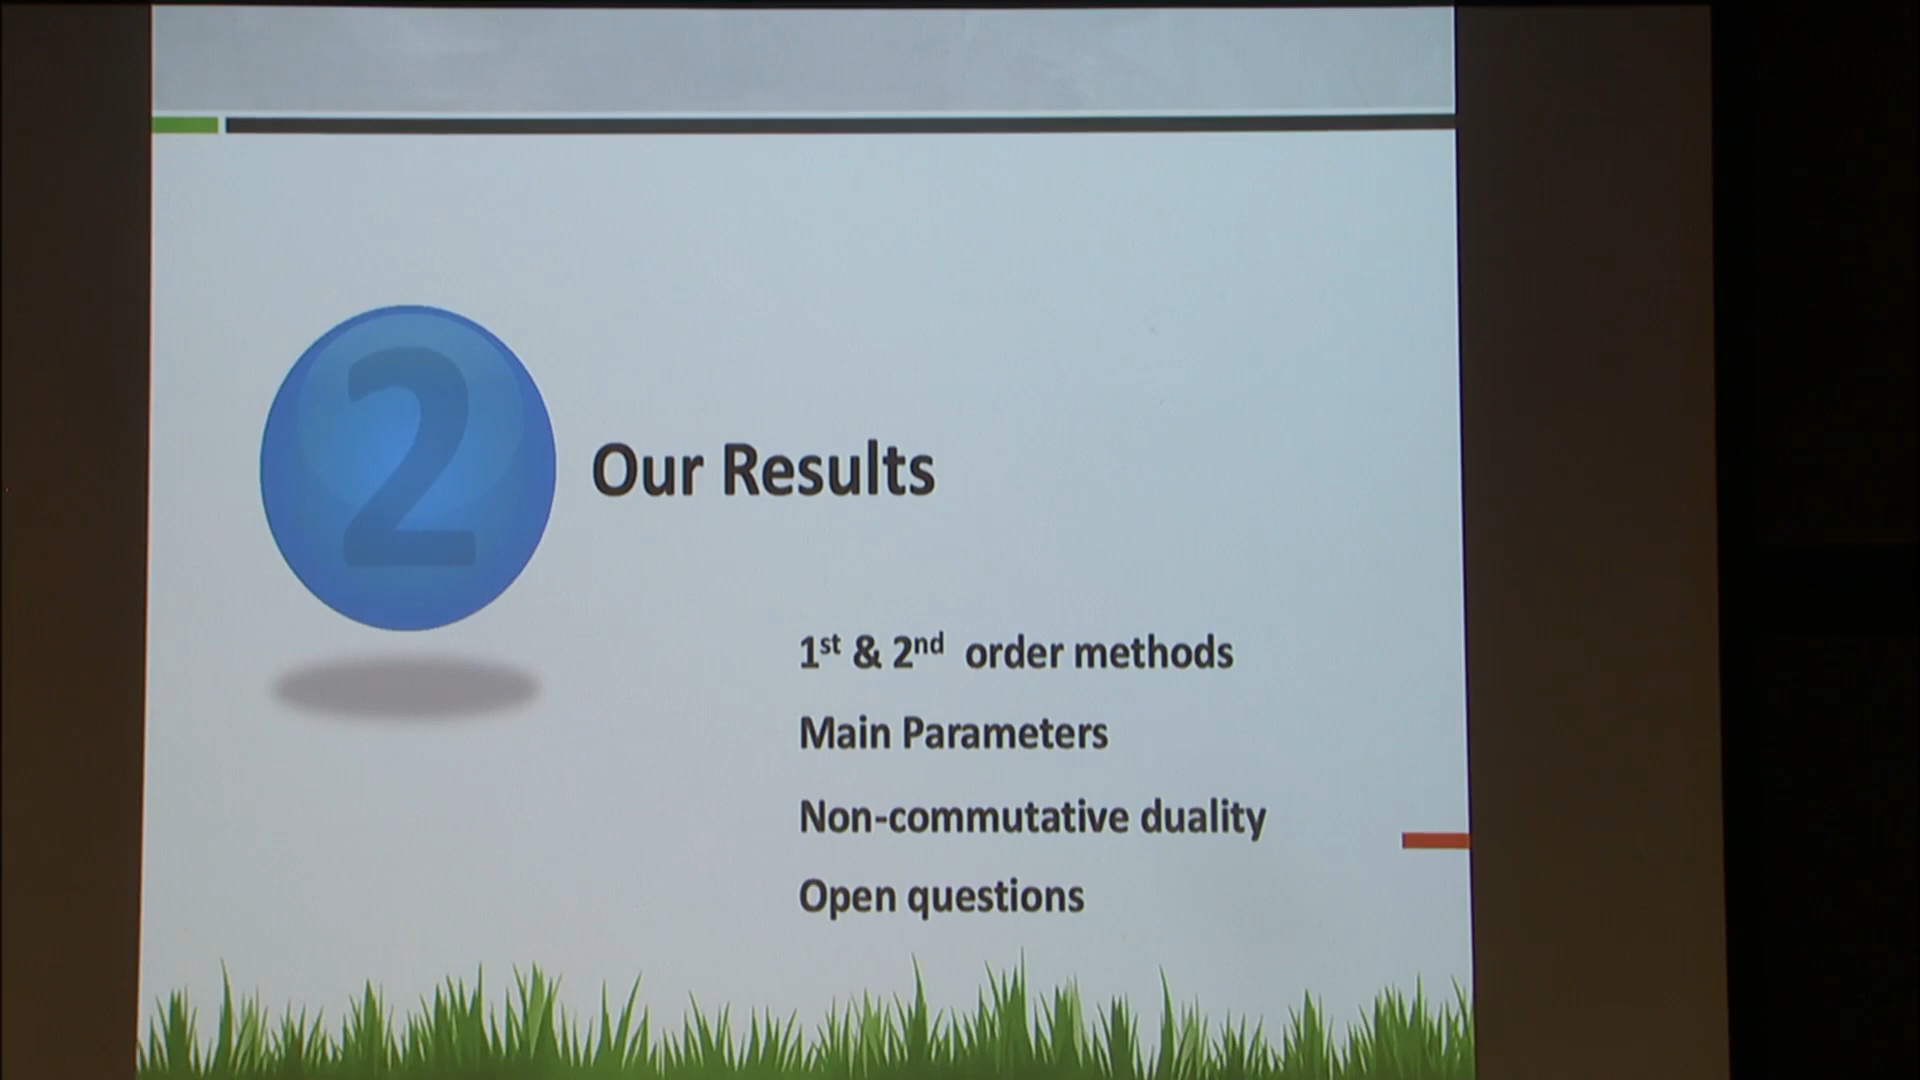 2
Our Results
1st & 2nd order methods
Main Parameters
Non-commutative duality
Open questions